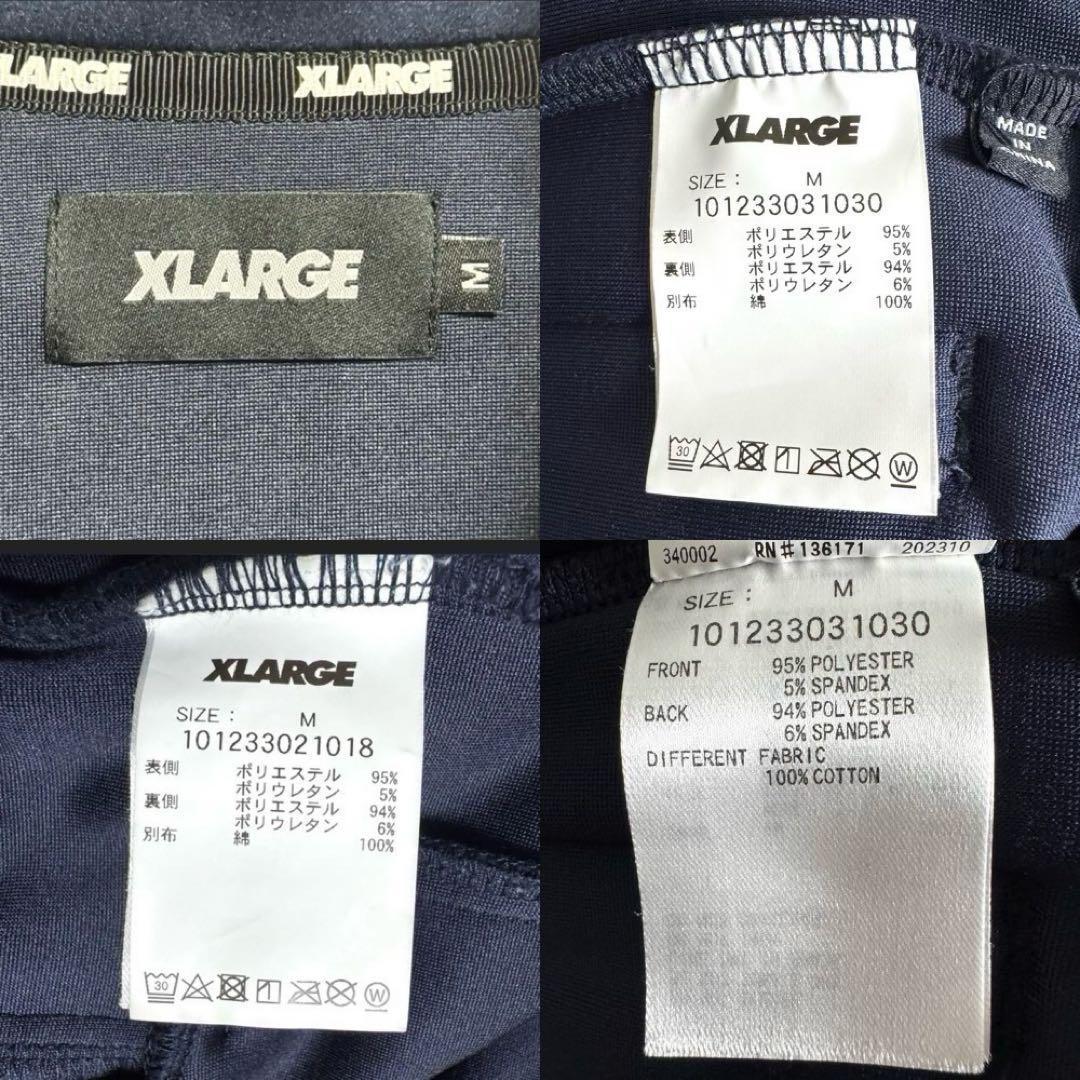 XLARGE
XLARGE
XLARGE
M
XLARGE
SIZE : M
101233031030
表側 ポリエステル 95%
ポリウレタン 5%
裏側 ポリエステル 94%
ポリウレタン 6%
別布 綿 100%
30
W
MADE
IN
CHINA
XLARGE
SIZE : M
101233021018
表側 ポリエステル 95%
ポリウレタン 5%
裏側 ポリエステル 94%
ポリウレタン 6%
別布 綿 100%
30
W
340002 RN#136171 202310
SIZE : M
101233031030
FRONT 95% POLYESTER
5% SPANDEX
BACK 94% POLYESTER
6% SPANDEX
DIFFERENT FABRIC
100% COTTON